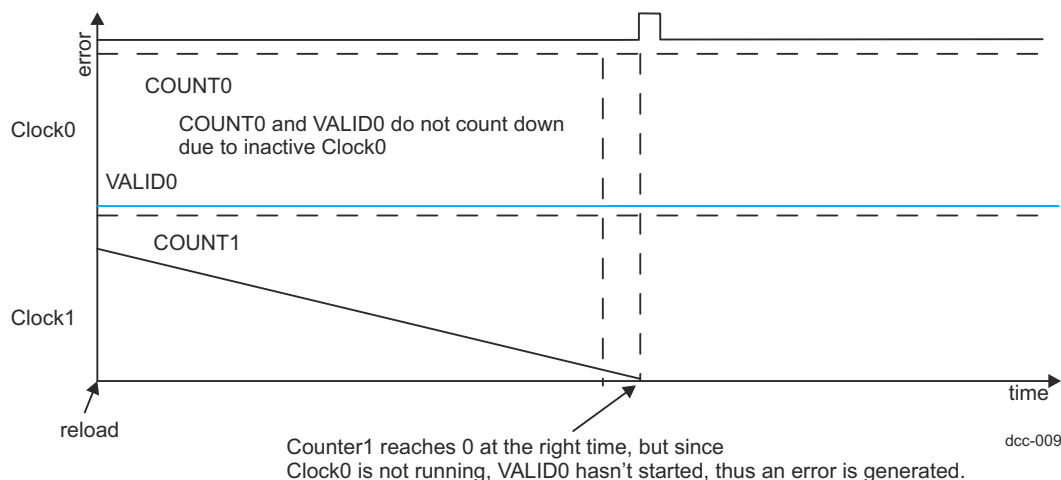 error
COUNT0
Clock0
COUNT0 and VALID0 do not count down
due to inactive Clock0
VALID0
COUNT1
Clock1
time
reload
Counter1 reaches 0 at the right time, but since
Clock0 is not running, VALID0 hasn't started, thus an error is generated.
dcc-009